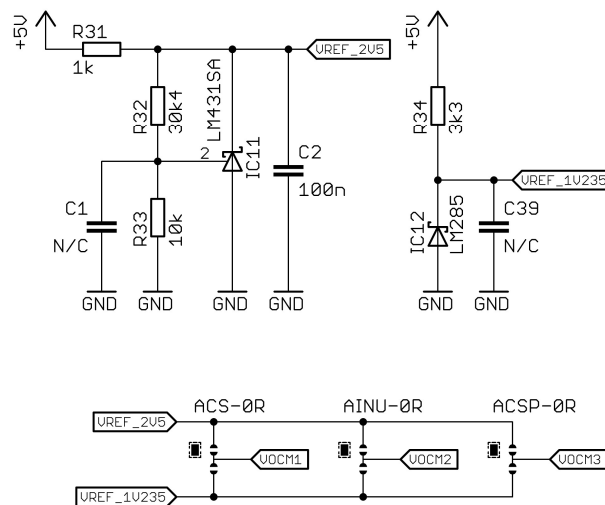 +5V
R31
1k
VREF_2V5
R32
30k4
LM431SA
2
IC11
C2
100n
C1
N/C
R33
10k
GND
GND
GND
GND
+5V
R34
3k3
VREF_1V235
IC12
LM285
C39
N/C
GND
GND
ACS-0R
AINV-0R
ACSP-0R
VREF_2V5
VOCM1
VOCM2
VOCM3
VREF_1V235